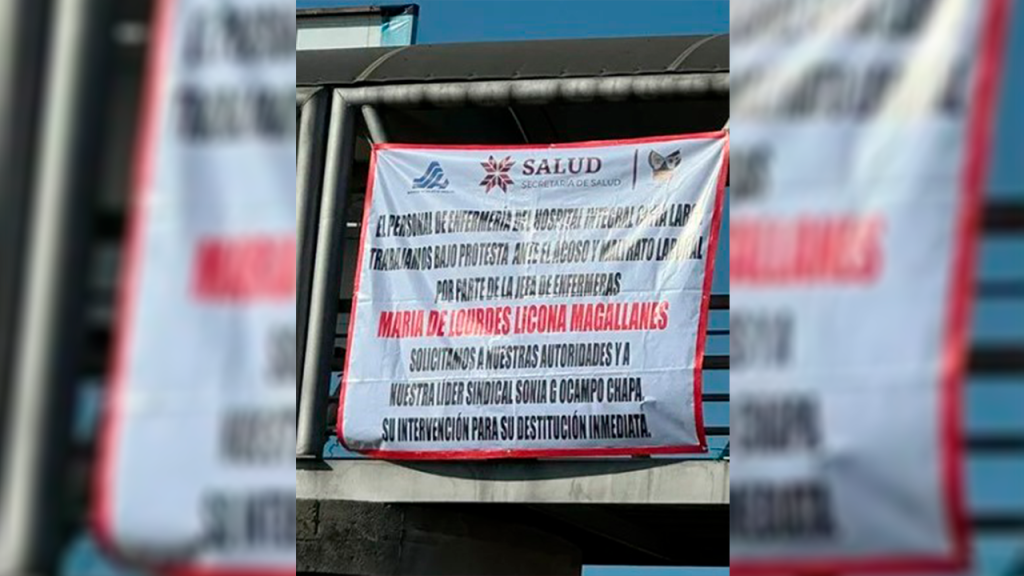 SALUD
SECRETARÍA DE SALUD
EL PERSONAL DE ENFERMERIA DEL HOSPITAL INTEGRAL
TRABAJAMOS BAJO PROTESTA ANTE EL ACOSO Y MALTRATO LABORAL
POR PARTE DE LA JEFA DE ENFERMERAS
MARIA DE LOURDES LICONA MAGALLANES
SOLICITAMOS A NUESTRAS AUTORIDADES Y A
NUESTRA LÍDER SINDICAL SONIA G OCAMPO CHAPA.
SU INTERVENCIÓN PARA SU DESTITUCIÓN INMEDIATA.